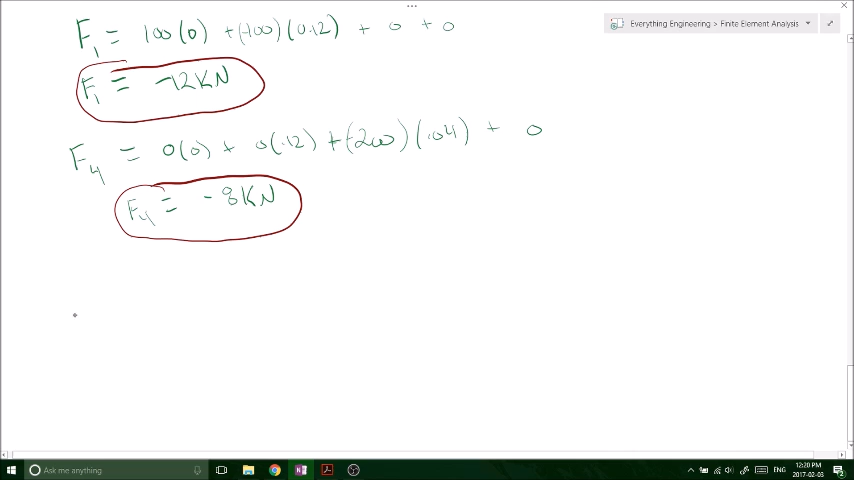 ...
Everything Engineering > Finite Element Analysis
F₁ = 100(0) + (-100)(0.12) + 0 + 0
F₁ = -12KN
F₄ = 0(0) + 0(.12) + (-200)(.04) + 0
F₄ = -8KN
Ask me anything
ENG
12:20 PM
2017-02-03
2